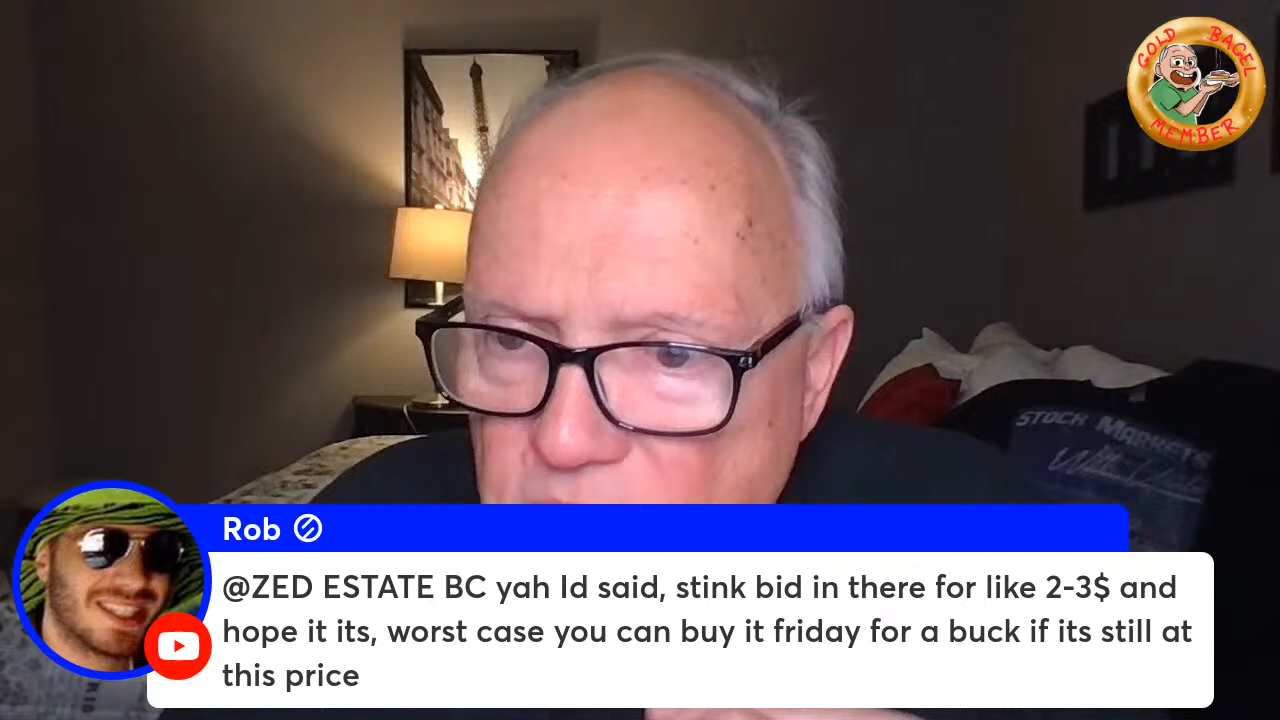 GOLD BAGEL
MEMBER
STOCK MARKETS
Rob
@ZED ESTATE BC yah Id said, stink bid in there for like 2-3$ and
hope it its, worst case you can buy it friday for a buck if its still at
this price